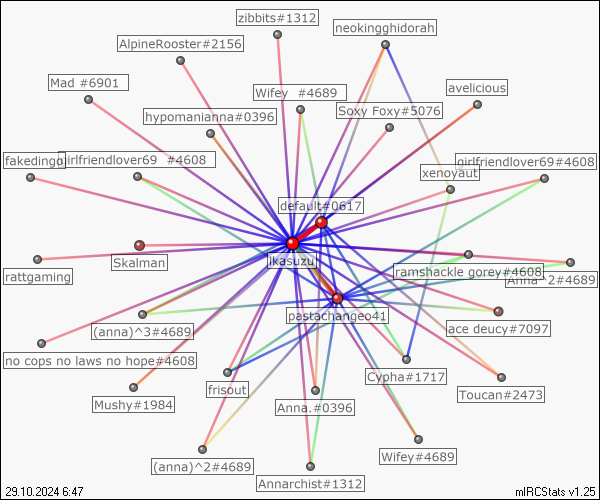 zibbits#1312
neokingghidorah
AlpineRooster#2156
Mad #6901
Wifey #4689
avelicious
hypomanianna#0396
Soxy Foxy#5076
fakedingo
girlfriendlover69 #4608
xenoyaut
girlfriendlover69#4608
default#0617
Skalman
ikasuzu
rattgaming
ramshackle gorey#4608
Anna^2#4689
pastachangeo41
(anna)^3#4689
ace deucy#7097
no cops no laws no hope#4608
frisout
Cypha#1717
Mushy#1984
Anna.#0396
Toucan#2473
(anna)^2#4689
Wifey#4689
Annarchist#1312
29.10.2024 6:47
mIRCStats v1.25